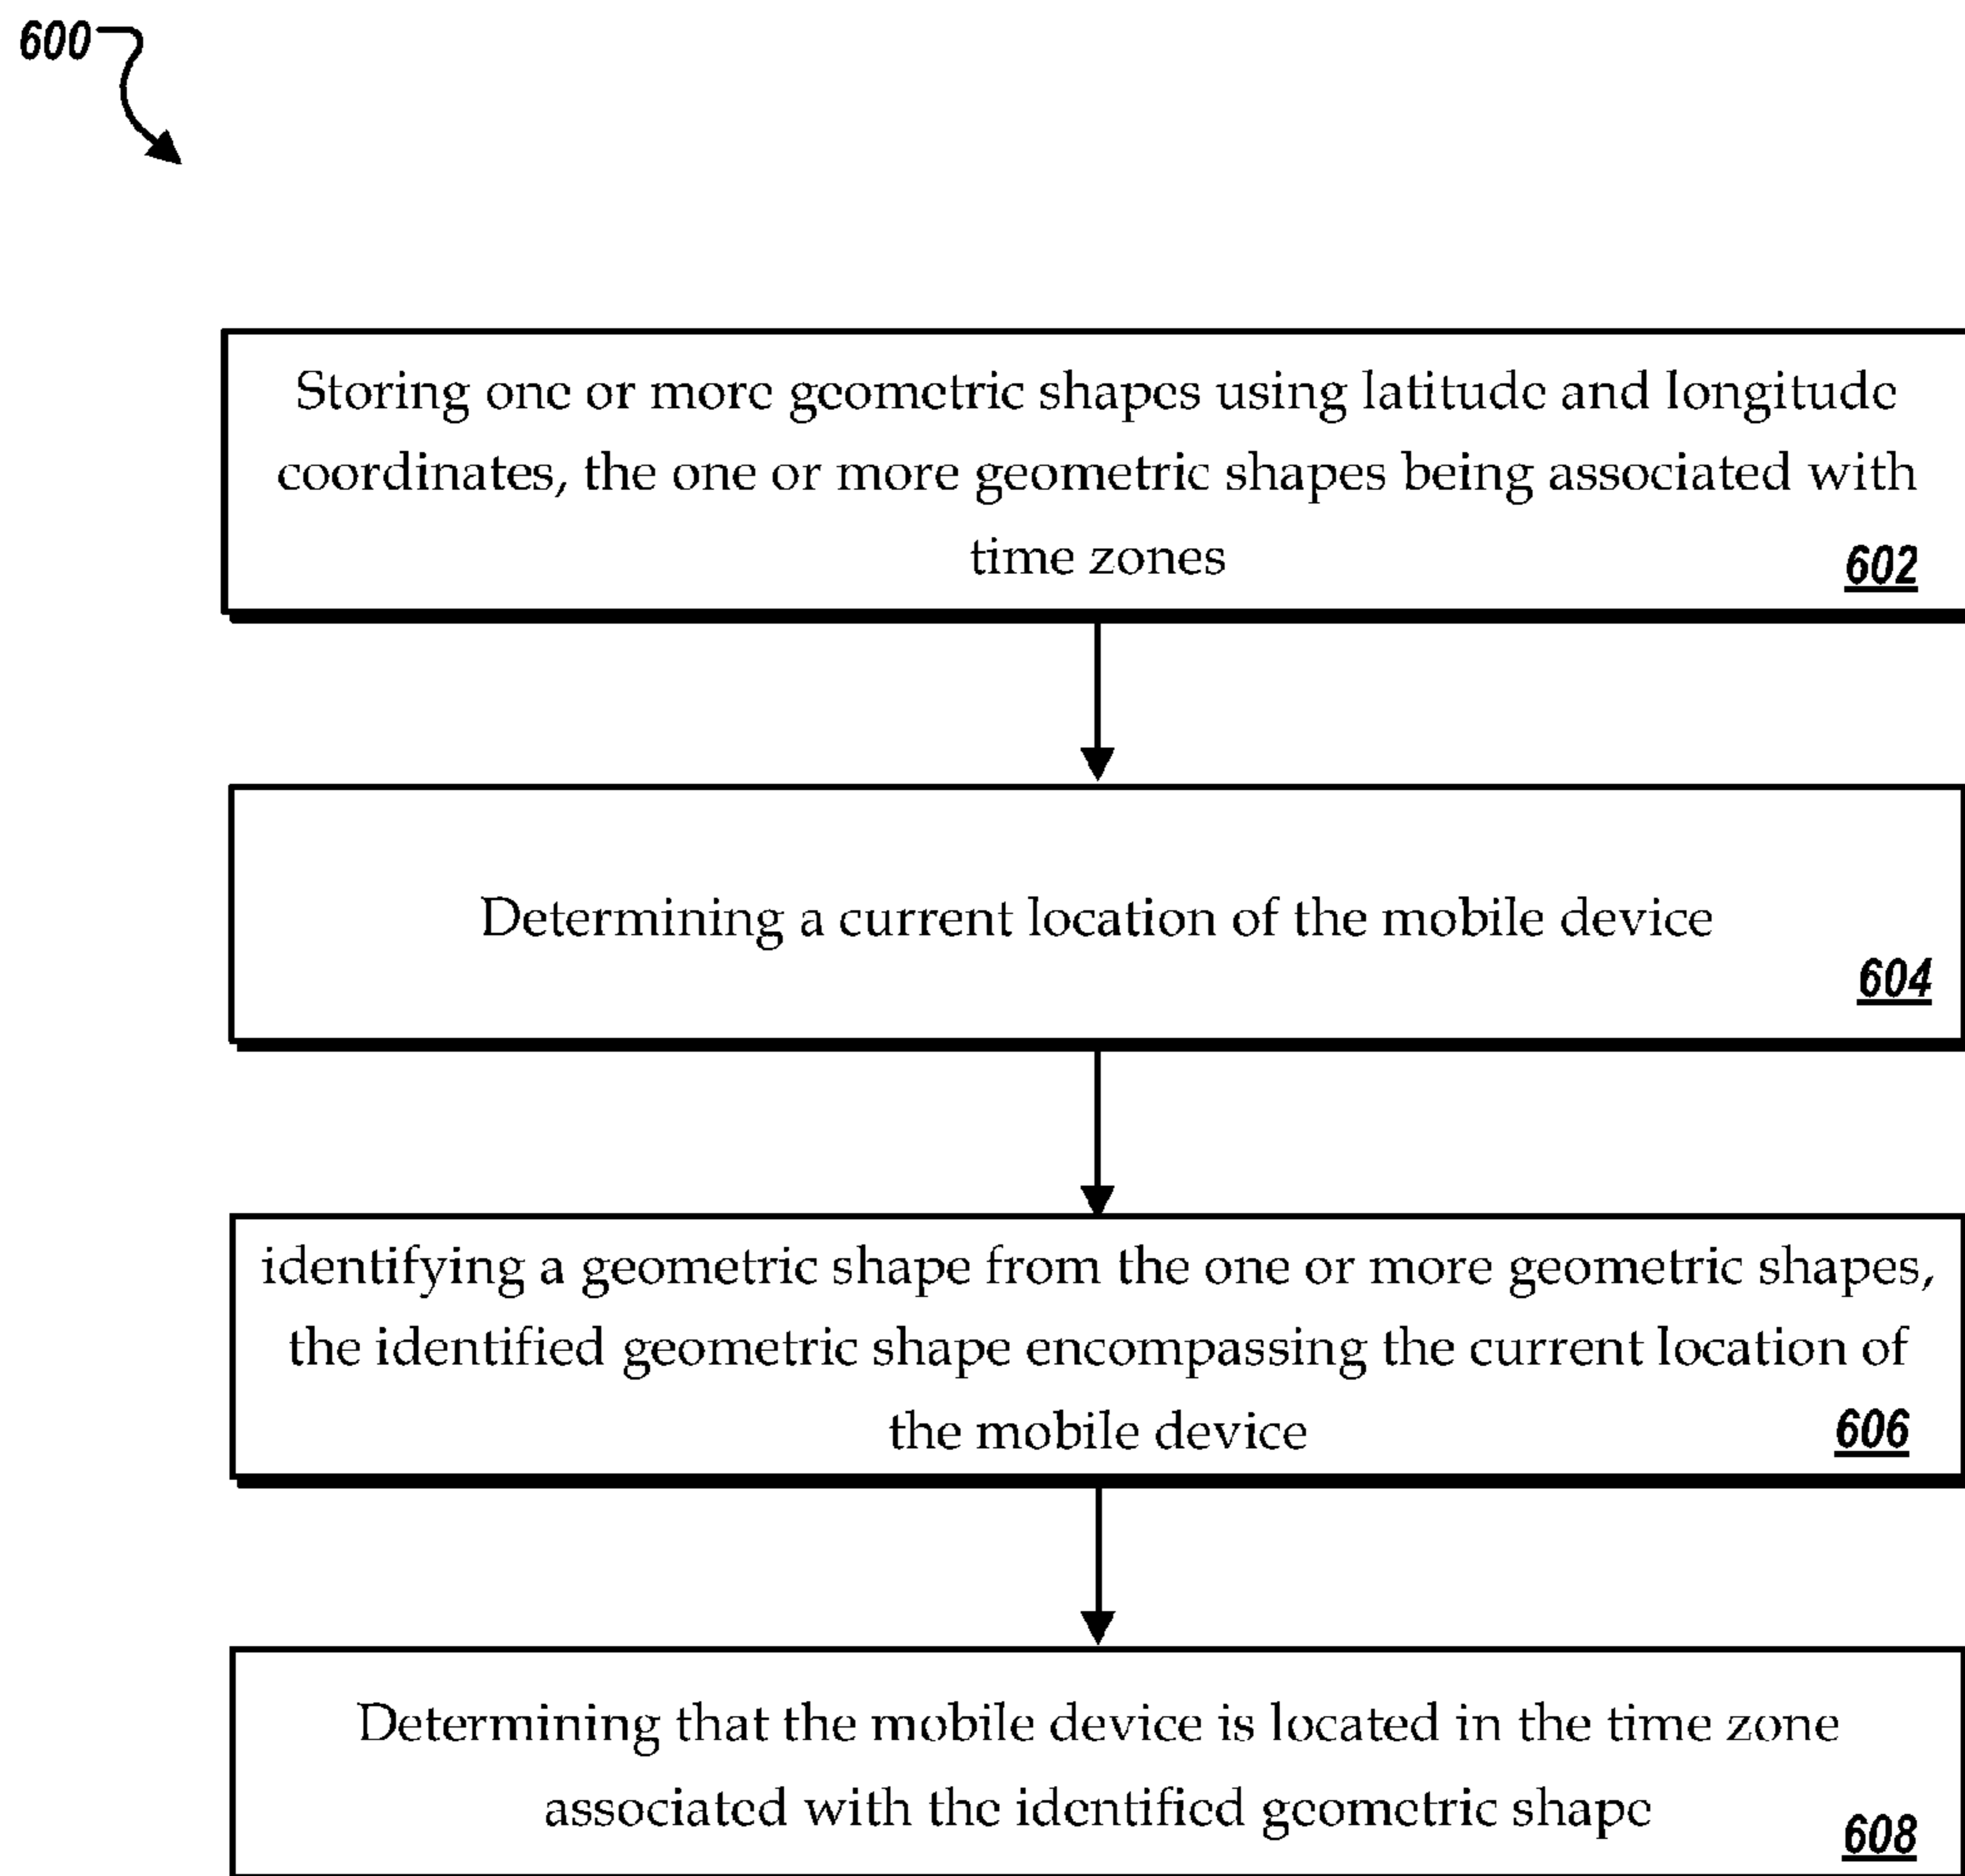 600
Storing one or more geometric shapes using latitude and longitude
coordinates, the one or more geometric shapes being associated with
time zones
602
Determining a current location of the mobile device
604
identifying a geometric shape from the one or more geometric shapes,
the identified geometric shape encompassing the current location of
the mobile device
606
Determining that the mobile device is located in the time zone
associated with the identified geometric shape
608